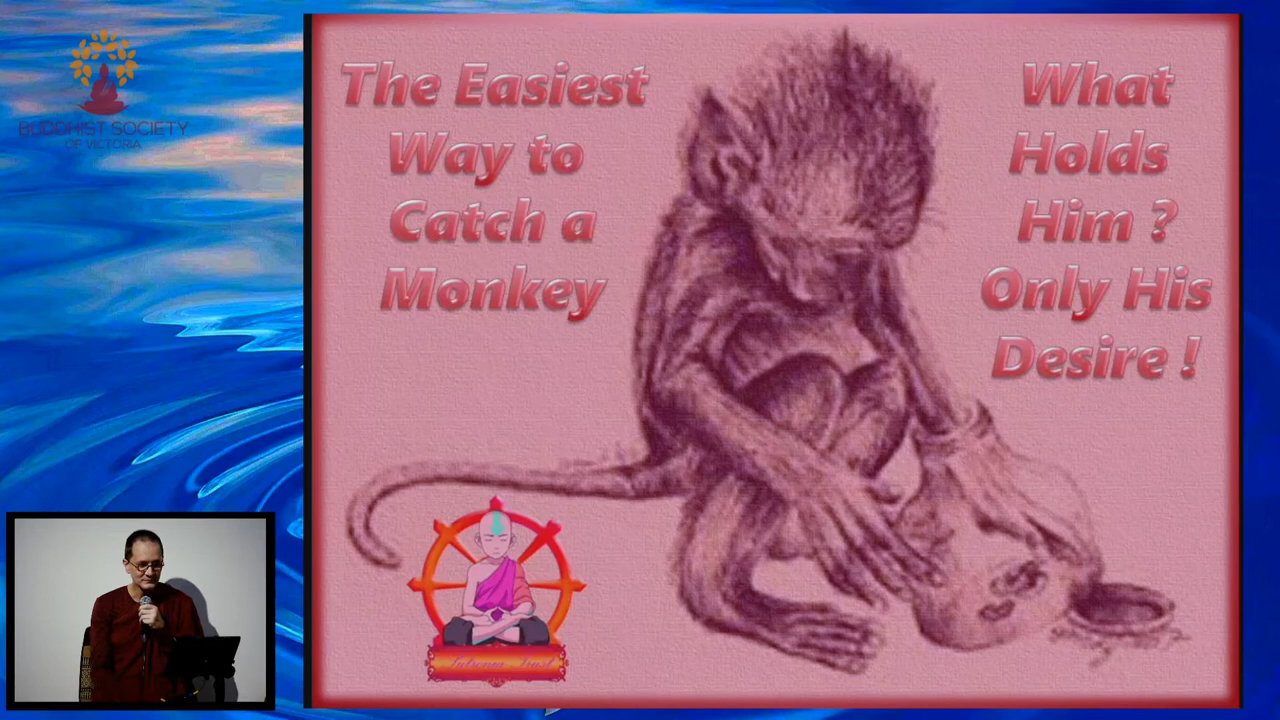 BUDDHIST SOCIETY
OF VICTORIA
The Easiest
Way to
Catch a
Monkey
What
Holds
Him ?
Only His
Desire !